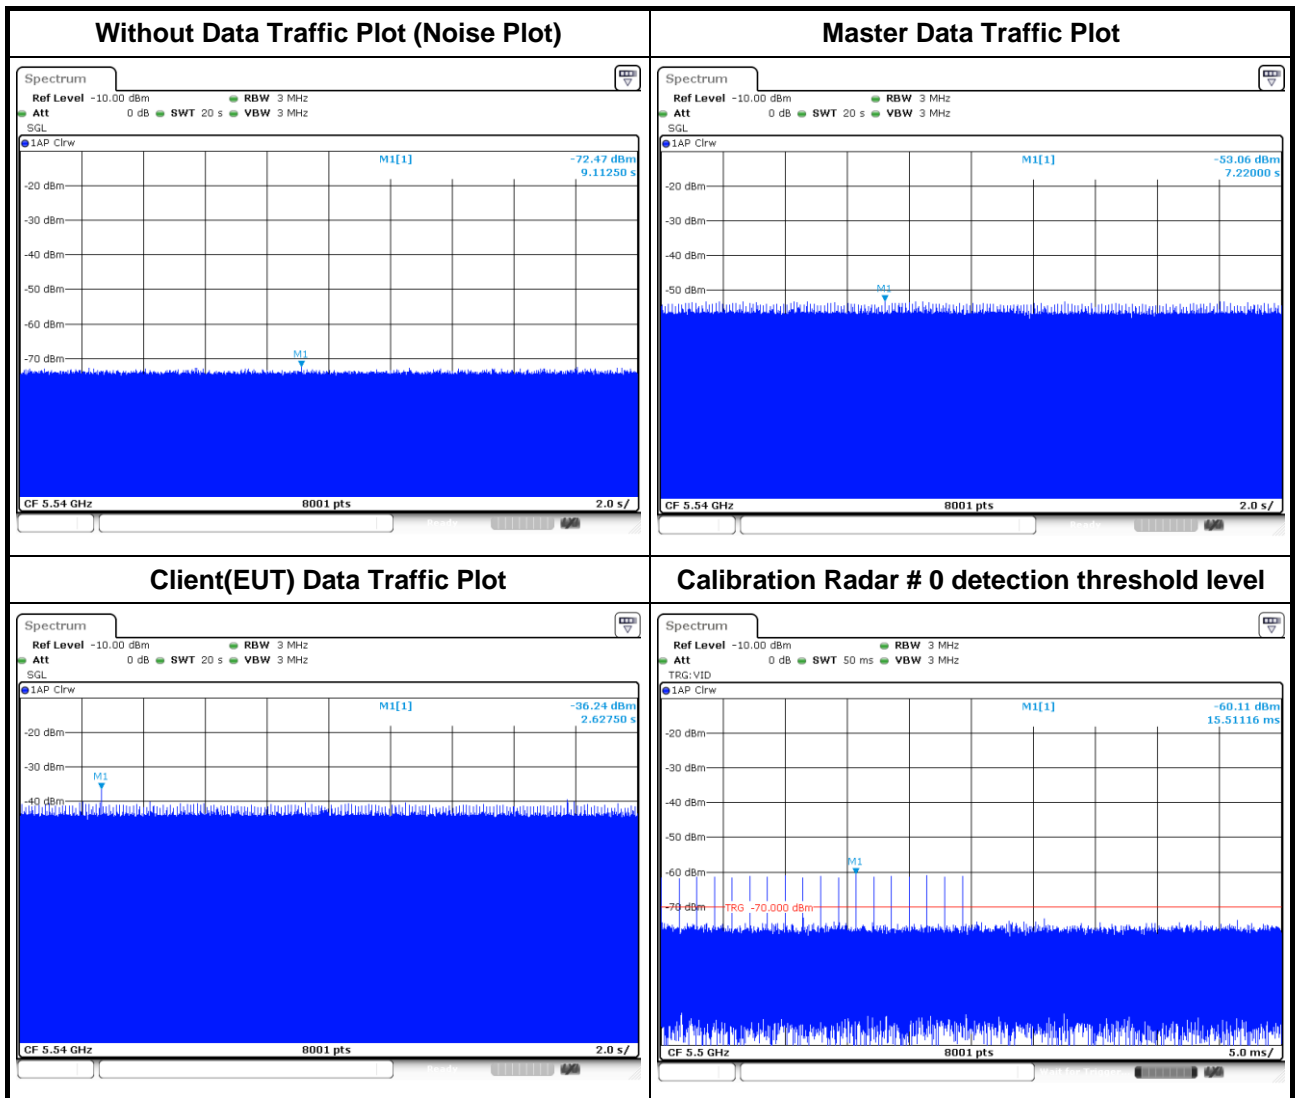 Without Data Traffic Plot (Noise Plot)
Spectrum
Ref Level -10.00 dBm RBW 3 MHz
Att 0 dB SWT 20 s VBW 3 MHz
SGL
1AP Clrw
M1[1] -72.47 dBm
9.11250 s
-20 dBm
-30 dBm
-40 dBm
-50 dBm
-60 dBm
-70 dBm
M1
CF 5.54 GHz 8001 pts 2.0 s/
Ready
Master Data Traffic Plot
Spectrum
Ref Level -10.00 dBm RBW 3 MHz
Att 0 dB SWT 20 s VBW 3 MHz
SGL
1AP Clrw
M1[1] -53.06 dBm
7.22000 s
-20 dBm
-30 dBm
-40 dBm
-50 dBm
M1
CF 5.54 GHz 8001 pts 2.0 s/
Ready
Client(EUT) Data Traffic Plot
Spectrum
Ref Level -10.00 dBm RBW 3 MHz
Att 0 dB SWT 20 s VBW 3 MHz
SGL
1AP Clrw
M1[1] -36.24 dBm
2.62750 s
-20 dBm
-30 dBm
M1
-40 dBm
CF 5.54 GHz 8001 pts 2.0 s/
Ready
Calibration Radar # 0 detection threshold level
Spectrum
Ref Level -10.00 dBm RBW 3 MHz
Att 0 dB SWT 50 ms VBW 3 MHz
TRG:VID
1AP Clrw
M1[1] -60.11 dBm
15.51116 ms
-20 dBm
-30 dBm
-40 dBm
-50 dBm
M1
-60 dBm
-70 dBm TRG -70.000 dBm
CF 5.5 GHz 8001 pts 5.0 ms/
Wait for Trigger